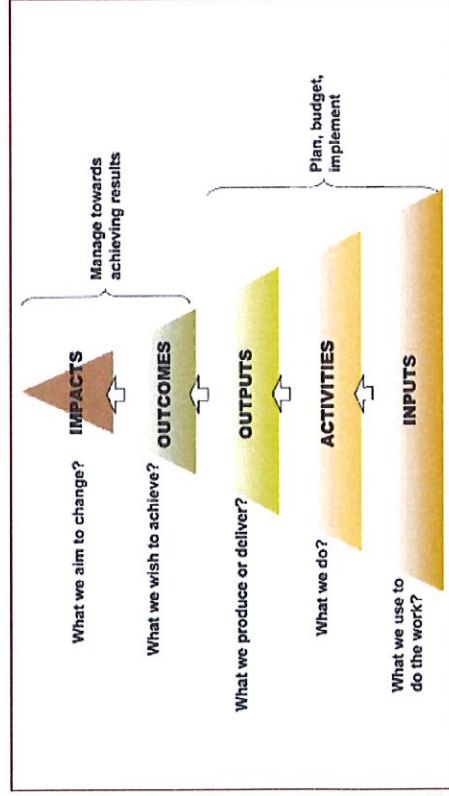 Manage towards
achieving results
What we aim to change?
IMPACTS
What we wish to achieve?
OUTCOMES
What we produce or deliver?
OUTPUTS
Plan, budget,
implement
What we do?
ACTIVITIES
What we use to
do the work?
INPUTS